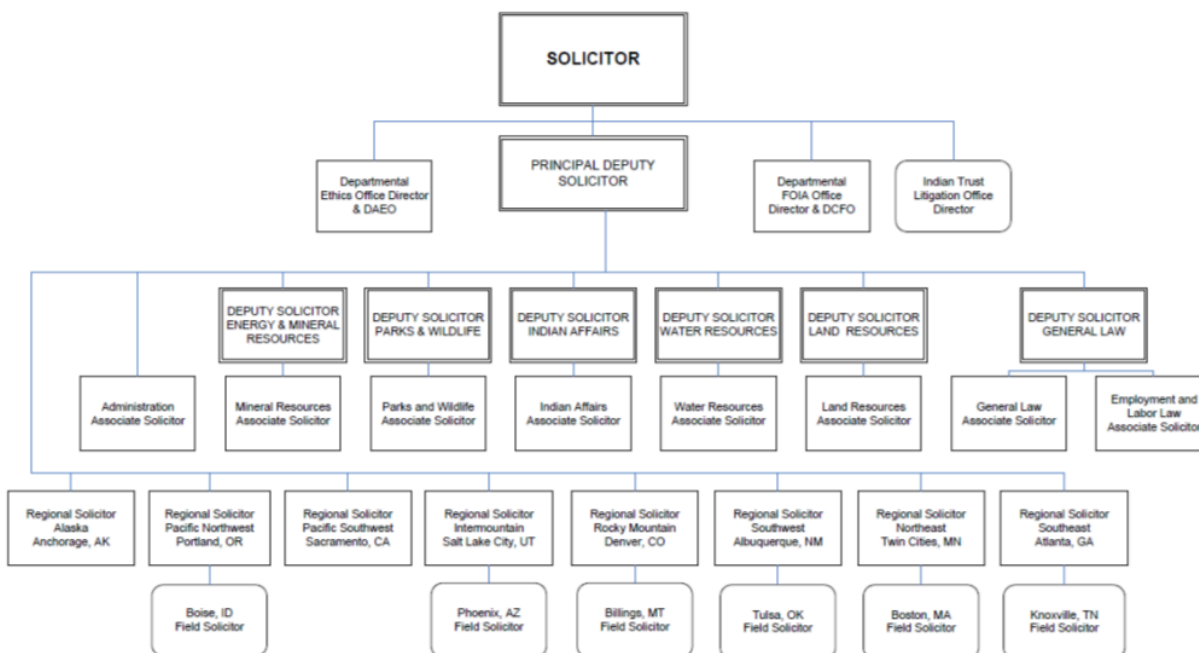 SOLICITOR
PRINCIPAL DEPUTY
SOLICITOR
Departmental
Ethics Office Director
& DAEO
Departmental
FOIA Office
Director & DCFO
Indian Trust
Litigation Office
Director
DEPUTY SOLICITOR
ENERGY & MINERAL
RESOURCES
DEPUTY SOLICITOR
PARKS & WILDLIFE
DEPUTY SOLICITOR
INDIAN AFFAIRS
DEPUTY SOLICITOR
WATER RESOURCES
DEPUTY SOLICITOR
LAND RESOURCES
DEPUTY SOLICITOR
GENERAL LAW
Administration
Associate Solicitor
Mineral Resources
Associate Solicitor
Parks and Wildlife
Associate Solicitor
Indian Affairs
Associate Solicitor
Water Resources
Associate Solicitor
Land Resources
Associate Solicitor
General Law
Associate Solicitor
Employment and
Labor Law
Associate Solicitor
Regional Solicitor
Alaska
Anchorage, AK
Regional Solicitor
Pacific Northwest
Portland, OR
Regional Solicitor
Pacific Southwest
Sacramento, CA
Regional Solicitor
Intermountain
Salt Lake City, UT
Regional Solicitor
Rocky Mountain
Denver, CO
Regional Solicitor
Southwest
Albuquerque, NM
Regional Solicitor
Northeast
Twin Cities, MN
Regional Solicitor
Southeast
Atlanta, GA
Boise, ID
Field Solicitor
Phoenix, AZ
Field Solicitor
Billings, MT
Field Solicitor
Tulsa, OK
Field Solicitor
Boston, MA
Field Solicitor
Knoxville, TN
Field Solicitor